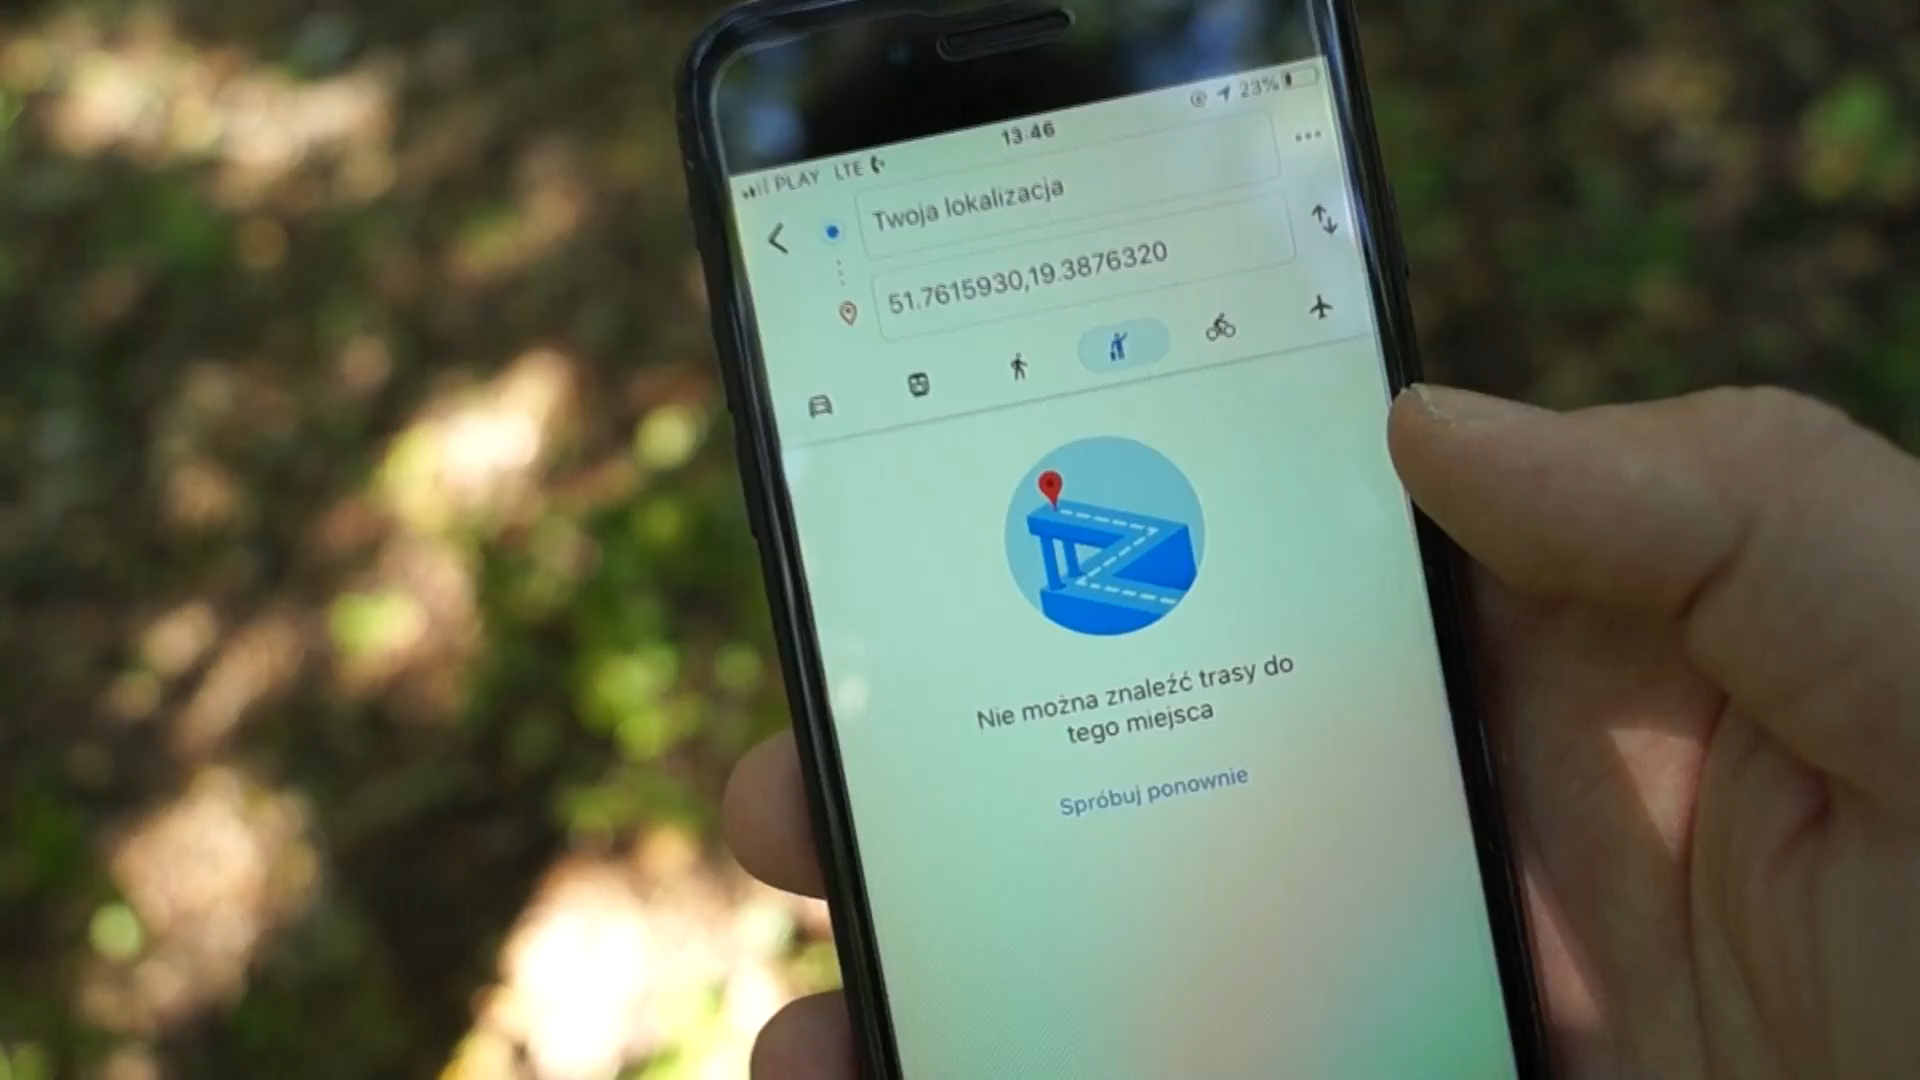 PLAY LTE 13:46 23%
Twoja lokalizacja
51.7615930,19.3876320
Nie można znaleźć trasy do
tego miejsca
Spróbuj ponownie